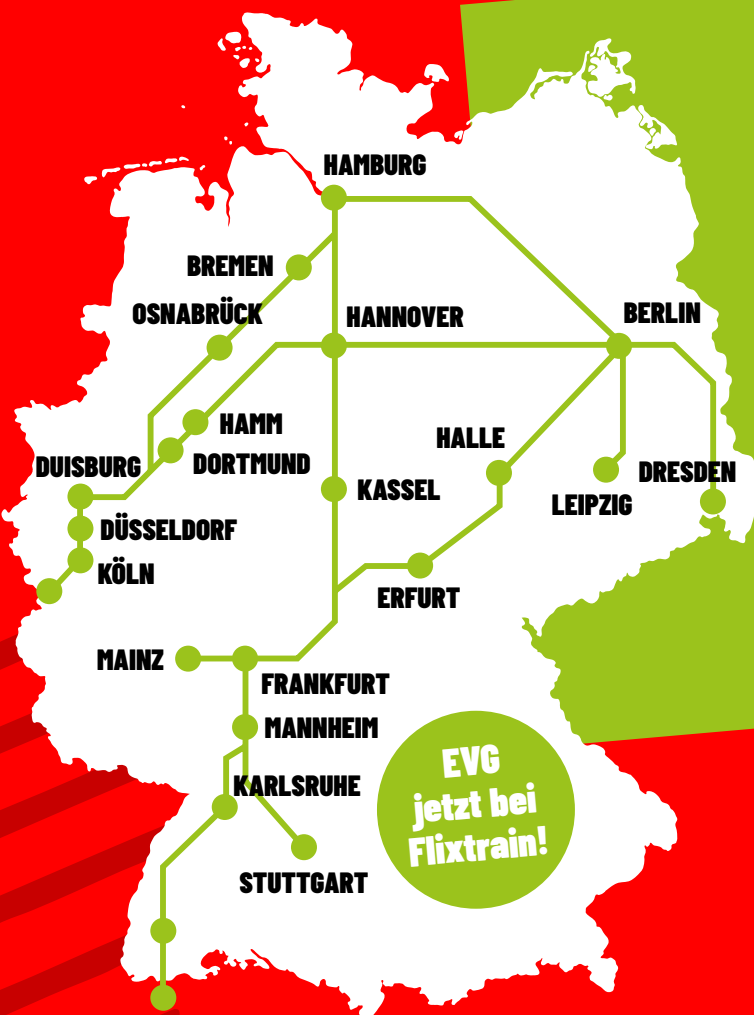 HAMBURG
BREMEN
OSNABRÜCK
HANNOVER
BERLIN
HAMM
HALLE
DUISBURG
DORTMUND
DRESDEN
KASSEL
LEIPZIG
DÜSSELDORF
KÖLN
ERFURT
MAINZ
FRANKFURT
MANNHEIM
EVG
jetzt bei
Flixtrain!
KARLSRUHE
STUTTGART